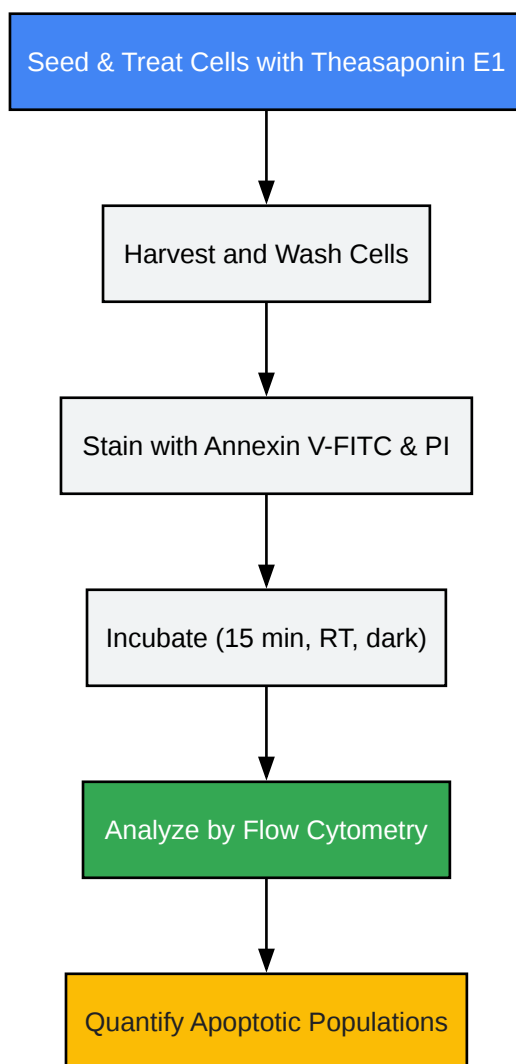 Seed & Treat Cells with Theasaponin E1
Harvest and Wash Cells
Stain with Annexin V-FITC & PI
Incubate (15 min, RT, dark)
Analyze by Flow Cytometry
Quantify Apoptotic Populations